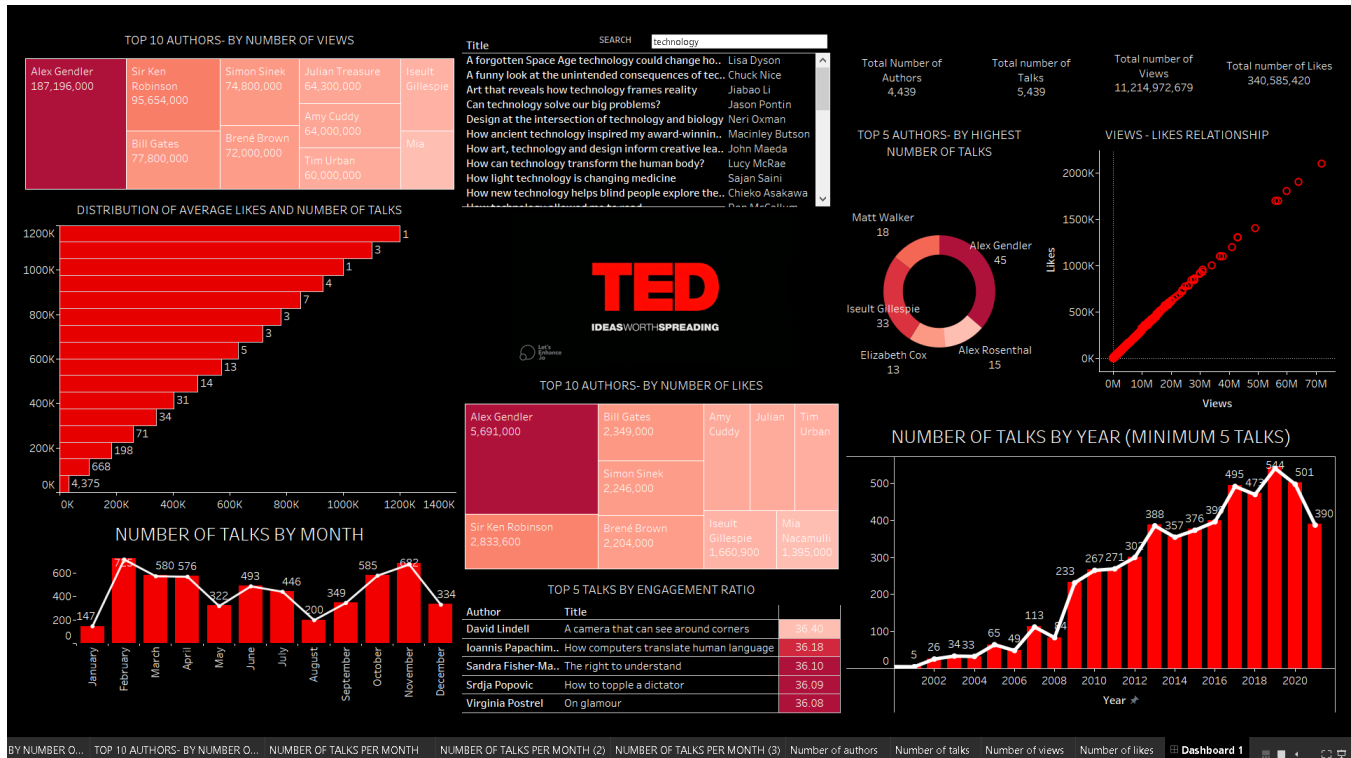 TOP 10 AUTHORS- BY NUMBER OF VIEWS
Alex Gendler
187,196,000
Sir Ken
Robinson
95,654,000
Bill Gates
77,800,000
Simon Sinek
74,800,000
Brené Brown
72,000,000
Julian Treasure
64,300,000
Amy Cuddy
64,000,000
Tim Urban
60,000,000
Iseult
Gillespie
Mia
SEARCH
technology
Title
A forgotten Space Age technology could change ho.. Lisa Dyson
A funny look at the unintended consequences of tec.. Chuck Nice
Art that reveals how technology frames reality Jiabao Li
Can technology solve our big problems? Jason Pontin
Design at the intersection of technology and biology Neri Oxman
How ancient technology inspired my award-winnin.. Macinley Butson
How art, technology and design inform creative lea.. John Maeda
How can technology transform the human body? Lucy McRae
How light technology is changing medicine Sajan Saini
How new technology helps blind people explore the.. Chieko Asakawa
Total Number of
Authors
4,439
Total number of
Talks
5,439
Total number of
Views
11,214,972,679
Total number of Likes
340,585,420
DISTRIBUTION OF AVERAGE LIKES AND NUMBER OF TALKS
1200K
1000K
800K
600K
400K
200K
0K
1
3
1
4
7
3
3
5
13
14
31
34
71
198
668
4,375
0K 200K 400K 600K 800K 1000K 1200K 1400K
TED
IDEASWORTHSPREADING
Let's
Enhance
.io
TOP 5 AUTHORS- BY HIGHEST
NUMBER OF TALKS
Matt Walker
18
Alex Gendler
45
Iseult Gillespie
33
Elizabeth Cox
13
Alex Rosenthal
15
VIEWS - LIKES RELATIONSHIP
Likes
2000K
1500K
1000K
500K
0K
0M 10M 20M 30M 40M 50M 60M 70M
Views
TOP 10 AUTHORS- BY NUMBER OF LIKES
Alex Gendler
5,691,000
Sir Ken Robinson
2,833,600
Bill Gates
2,349,000
Simon Sinek
2,246,000
Brené Brown
2,204,000
Amy
Cuddy
Julian
Tim
Urban
Iseult
Gillespie
1,660,900
Mia
Nacamulli
1,395,000
NUMBER OF TALKS BY MONTH
600
400
200
0
147
580
576
322
493
446
200
349
585
682
334
January
February
March
April
May
June
July
August
September
October
November
December
TOP 5 TALKS BY ENGAGEMENT RATIO
Author Title
David Lindell A camera that can see around corners 36.40
Ioannis Papachim.. How computers translate human language 36.18
Sandra Fisher-Ma.. The right to understand 36.10
Srdja Popovic How to topple a dictator 36.09
Virginia Postrel On glamour 36.08
NUMBER OF TALKS BY YEAR (MINIMUM 5 TALKS)
500
400
300
200
100
0
5
26
34
33
65
49
113
84
233
267
271
302
388
357
376
495
473
544
501
390
2002 2004 2006 2008 2010 2012 2014 2016 2018 2020
Year
BY NUMBER O... TOP 10 AUTHORS- BY NUMBER O... NUMBER OF TALKS PER MONTH NUMBER OF TALKS PER MONTH (2) NUMBER OF TALKS PER MONTH (3) Number of authors Number of talks Number of views Number of likes Dashboard 1